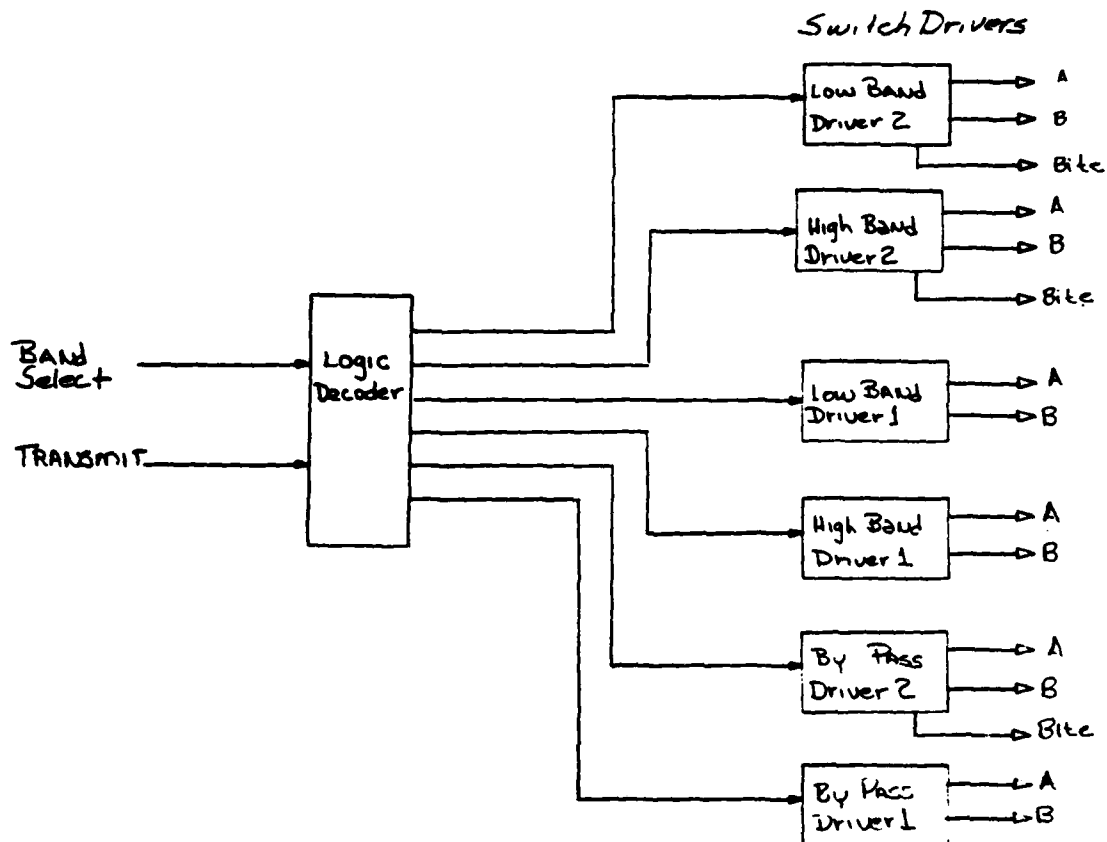 Switch Drivers
Low Band
Driver 2
A
B
Bite
High Band
Driver 2
A
B
Bite
Band
Select
Transmit
Logic
Decoder
Low Band
Driver 1
A
B
High Band
Driver 1
A
B
By Pass
Driver 2
A
B
Bite
By Pass
Driver 1
A
B